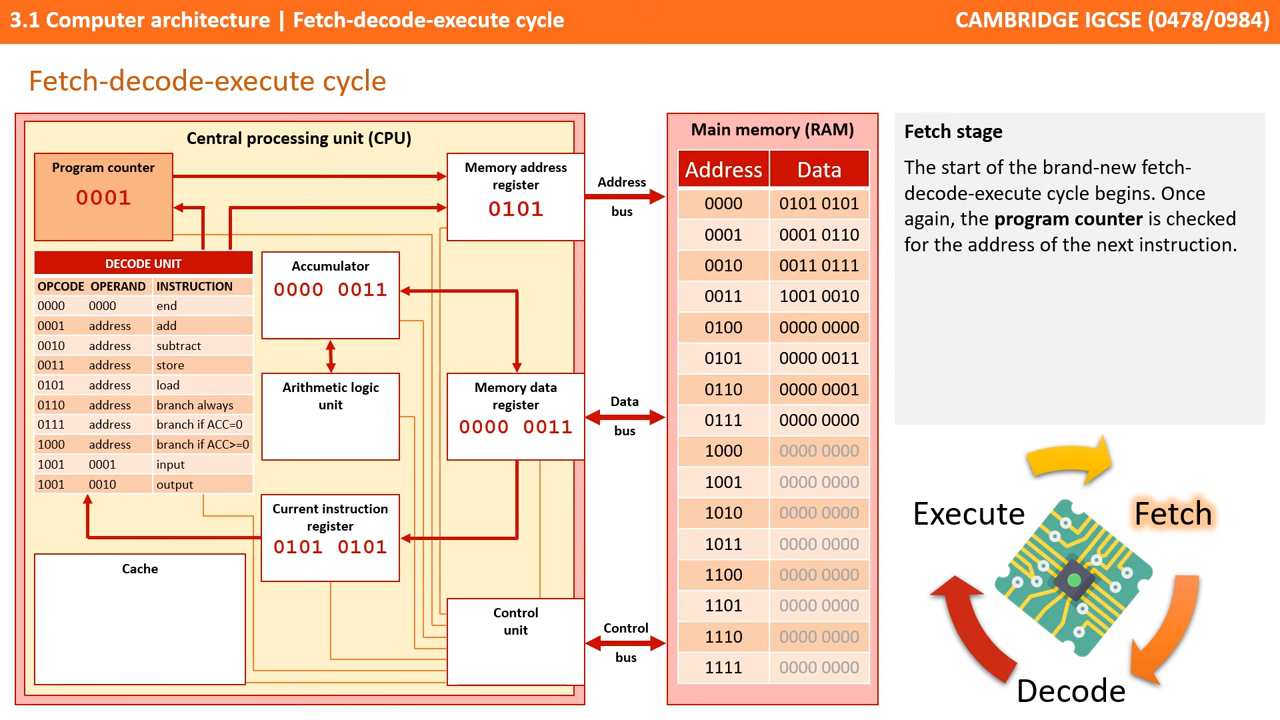 3.1 Computer architecture | Fetch-decode-execute cycle
CAMBRIDGE IGCSE (0478/0984)
Fetch-decode-execute cycle
Central processing unit (CPU)
Program counter
0001
Memory address
register
0101
DECODE UNIT
OPCODE OPERAND INSTRUCTION
0000 0000 end
0001 address add
0010 address subtract
0011 address store
0101 address load
0110 address branch always
0111 address branch if ACC=0
1000 address branch if ACC>=0
1001 0001 input
1001 0010 output
Accumulator
0000 0011
Arithmetic logic
unit
Memory data
register
0000 0011
Current instruction
register
0101 0101
Cache
Control
unit
Address
bus
Data
bus
Control
bus
Main memory (RAM)
Address Data
0000 0101 0101
0001 0001 0110
0010 0011 0111
0011 1001 0010
0100 0000 0000
0101 0000 0011
0110 0000 0001
0111 0000 0000
1000 0000 0000
1001 0000 0000
1010 0000 0000
1011 0000 0000
1100 0000 0000
1101 0000 0000
1110 0000 0000
1111 0000 0000
Fetch stage
The start of the brand-new fetch-
decode-execute cycle begins. Once
again, the program counter is checked
for the address of the next instruction.
Execute
Fetch
Decode